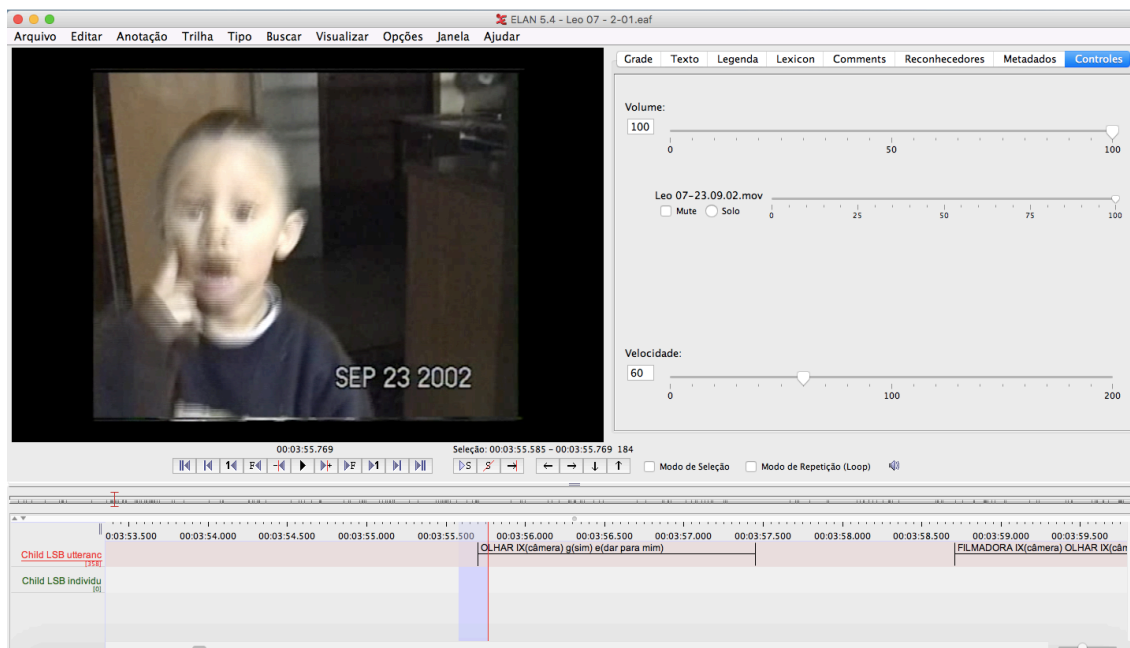 ELAN 5.4 - Leo 07 - 2-01.eaf
Arquivo Editar Anotação Trilha Tipo Buscar Visualizar Opções Janela Ajudar
Grade Texto Legenda Lexicon Comments Reconhecedores Metadados Controles
Volume:
100
0 50 100
Leo 07-23.09.02.mov
Mute Solo
0 25 50 75 100
SEP 23 2002
Velocidade:
60
0 100 200
00:03:55.769
Seleção: 00:03:55.585 - 00:03:55.769 184
1 F + F 1 S S
Modo de Seleção Modo de Repetição (Loop)
0:03:53.500 00:03:54.000 00:03:54.500 00:03:55.000 00:03:55.500 00:03:56.000 00:03:56.500 00:03:57.000 00:03:57.500 00:03:58.000 00:03:58.500 00:03:59.000 00:03:59.500
Child LSB utteranc
[258]
OLHAR IX(câmera) g(sim) e(dar para mim)
FILMADORA IX(câmera) OLHAR IX(cân
Child LSB individu
[0]